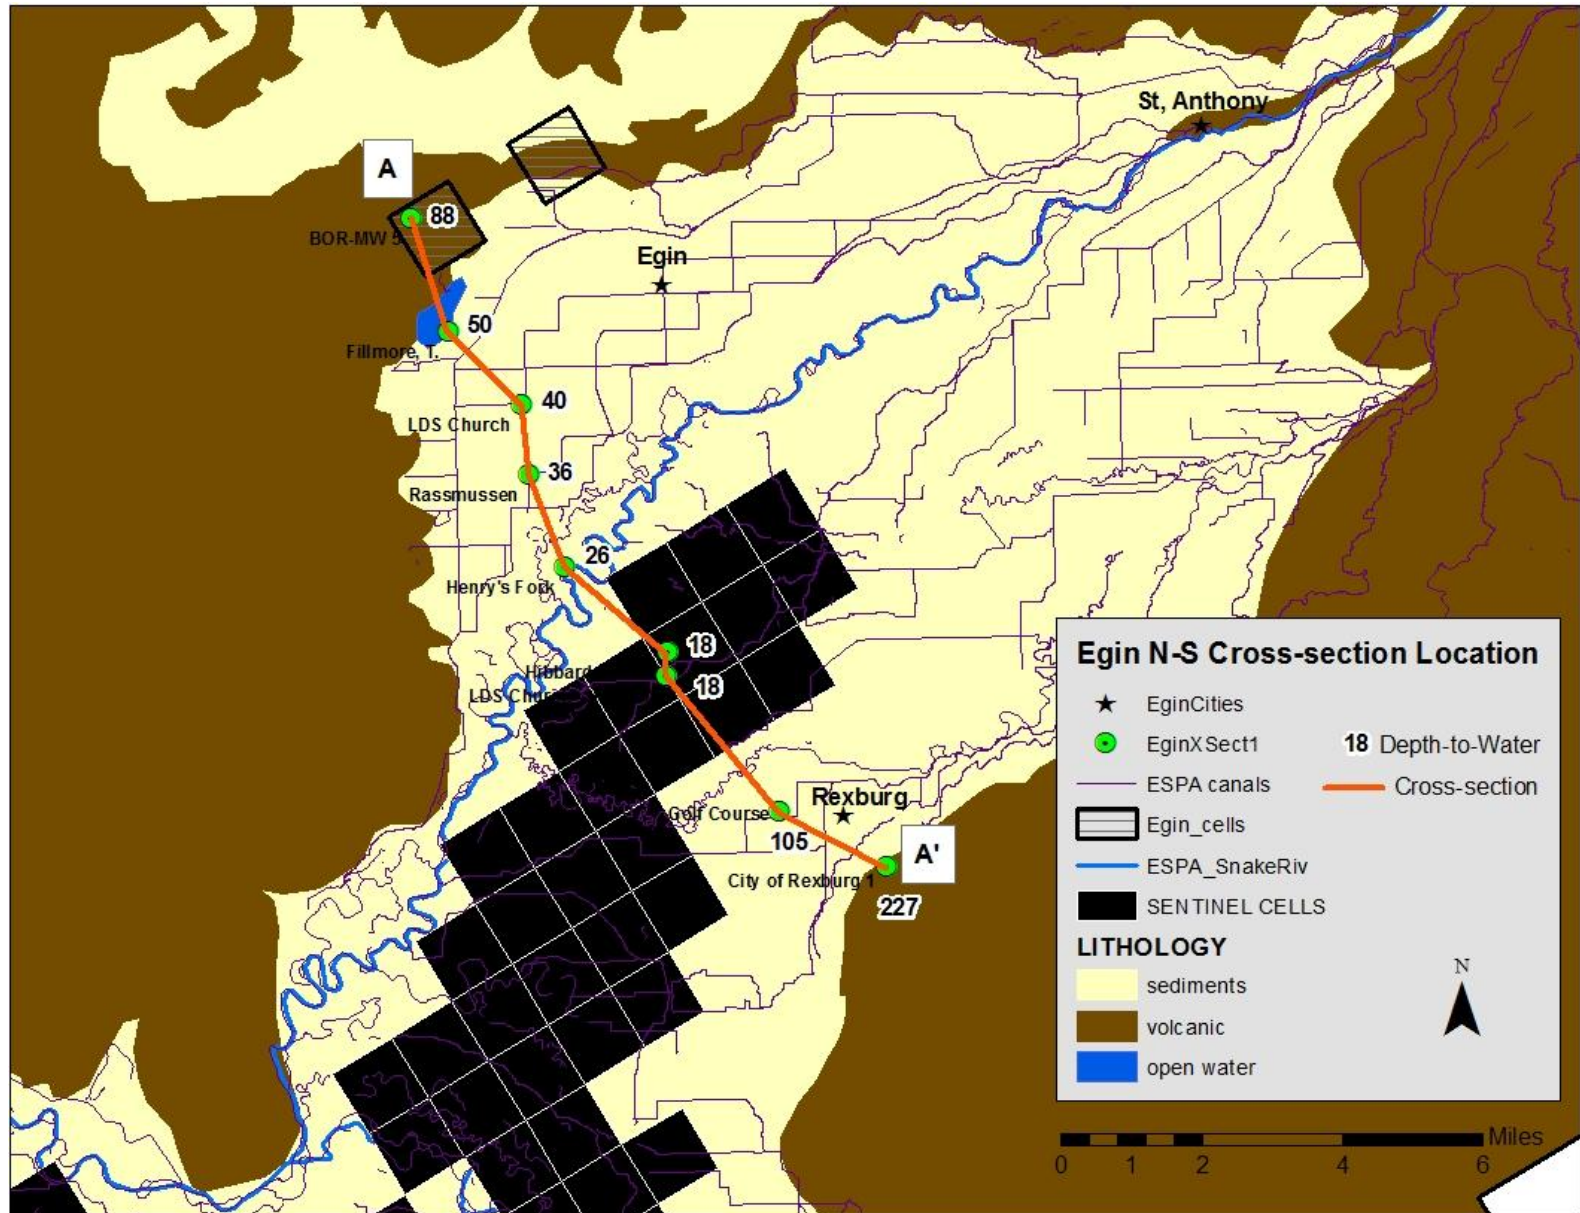 St, Anthony
A
88
BOR-MW 5
Egin
50
Fillmore, T.
40
LDS Church
36
Rassmussen
26
Henry's Fork
18
Hibbard
18
LDS Church
Golf Course
Rexburg
105
A'
City of Rexburg 1
227
Egin N-S Cross-section Location
EginCities
EginXSect1
18 Depth-to-Water
ESPA canals
Cross-section
Egin_cells
ESPA_SnakeRiv
SENTINEL CELLS
LITHOLOGY
sediments
N
volcanic
open water
Miles
0 1 2 4 6